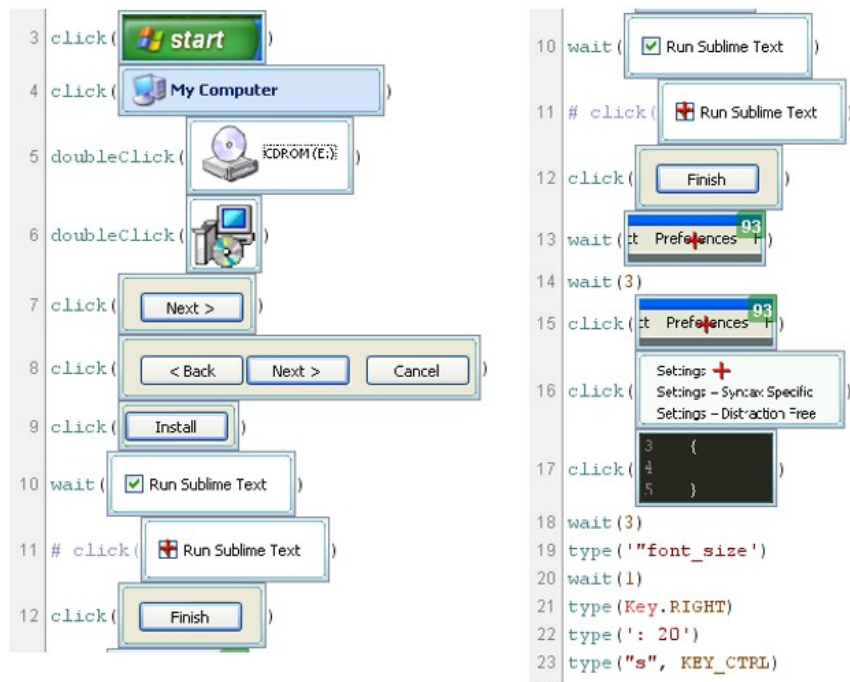 3 click( start )
4 click( My Computer )
5 doubleClick( CDROM (E:) )
6 doubleClick( )
7 click( Next > )
8 click( < Back Next > Cancel )
9 click( Install )
10 wait( Run Sublime Text )
11 # click( Run Sublime Text )
12 click( Finish )
10 wait( Run Sublime Text )
11 # click( Run Sublime Text )
12 click( Finish )
13 wait( ct Preferences H 93 )
14 wait(3)
15 click( ct Preferences H 93 )
16 click( Settings
Settings – Syntax Specific
Settings – Distraction Free )
17 click( 3 {
4
5 } )
18 wait(3)
19 type('"font_size')
20 wait(1)
21 type(Key.RIGHT)
22 type(': 20')
23 type("s", KEY_CTRL)